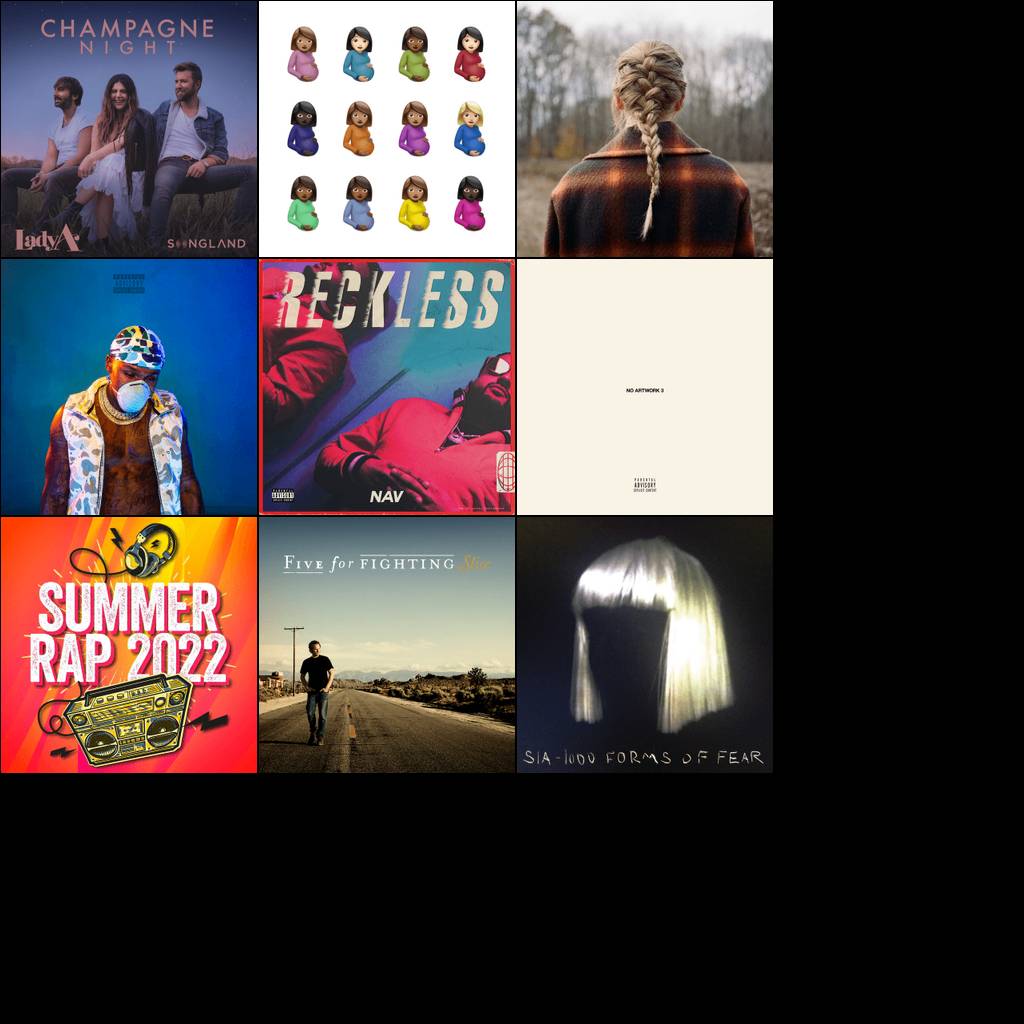 CHAMPAGNE
NIGHT
Lady A
SONGLAND
PARENTAL
ADVISORY
EXPLICIT CONTENT
RECKLESS
PARENTAL
ADVISORY
EXPLICIT CONTENT
NAV
NO ARTWORK 3
PARENTAL
ADVISORY
EXPLICIT CONTENT
SUMMER
RAP 2022
FIVE for FIGHTING Slice
SIA - 1000 FORMS OF FEAR